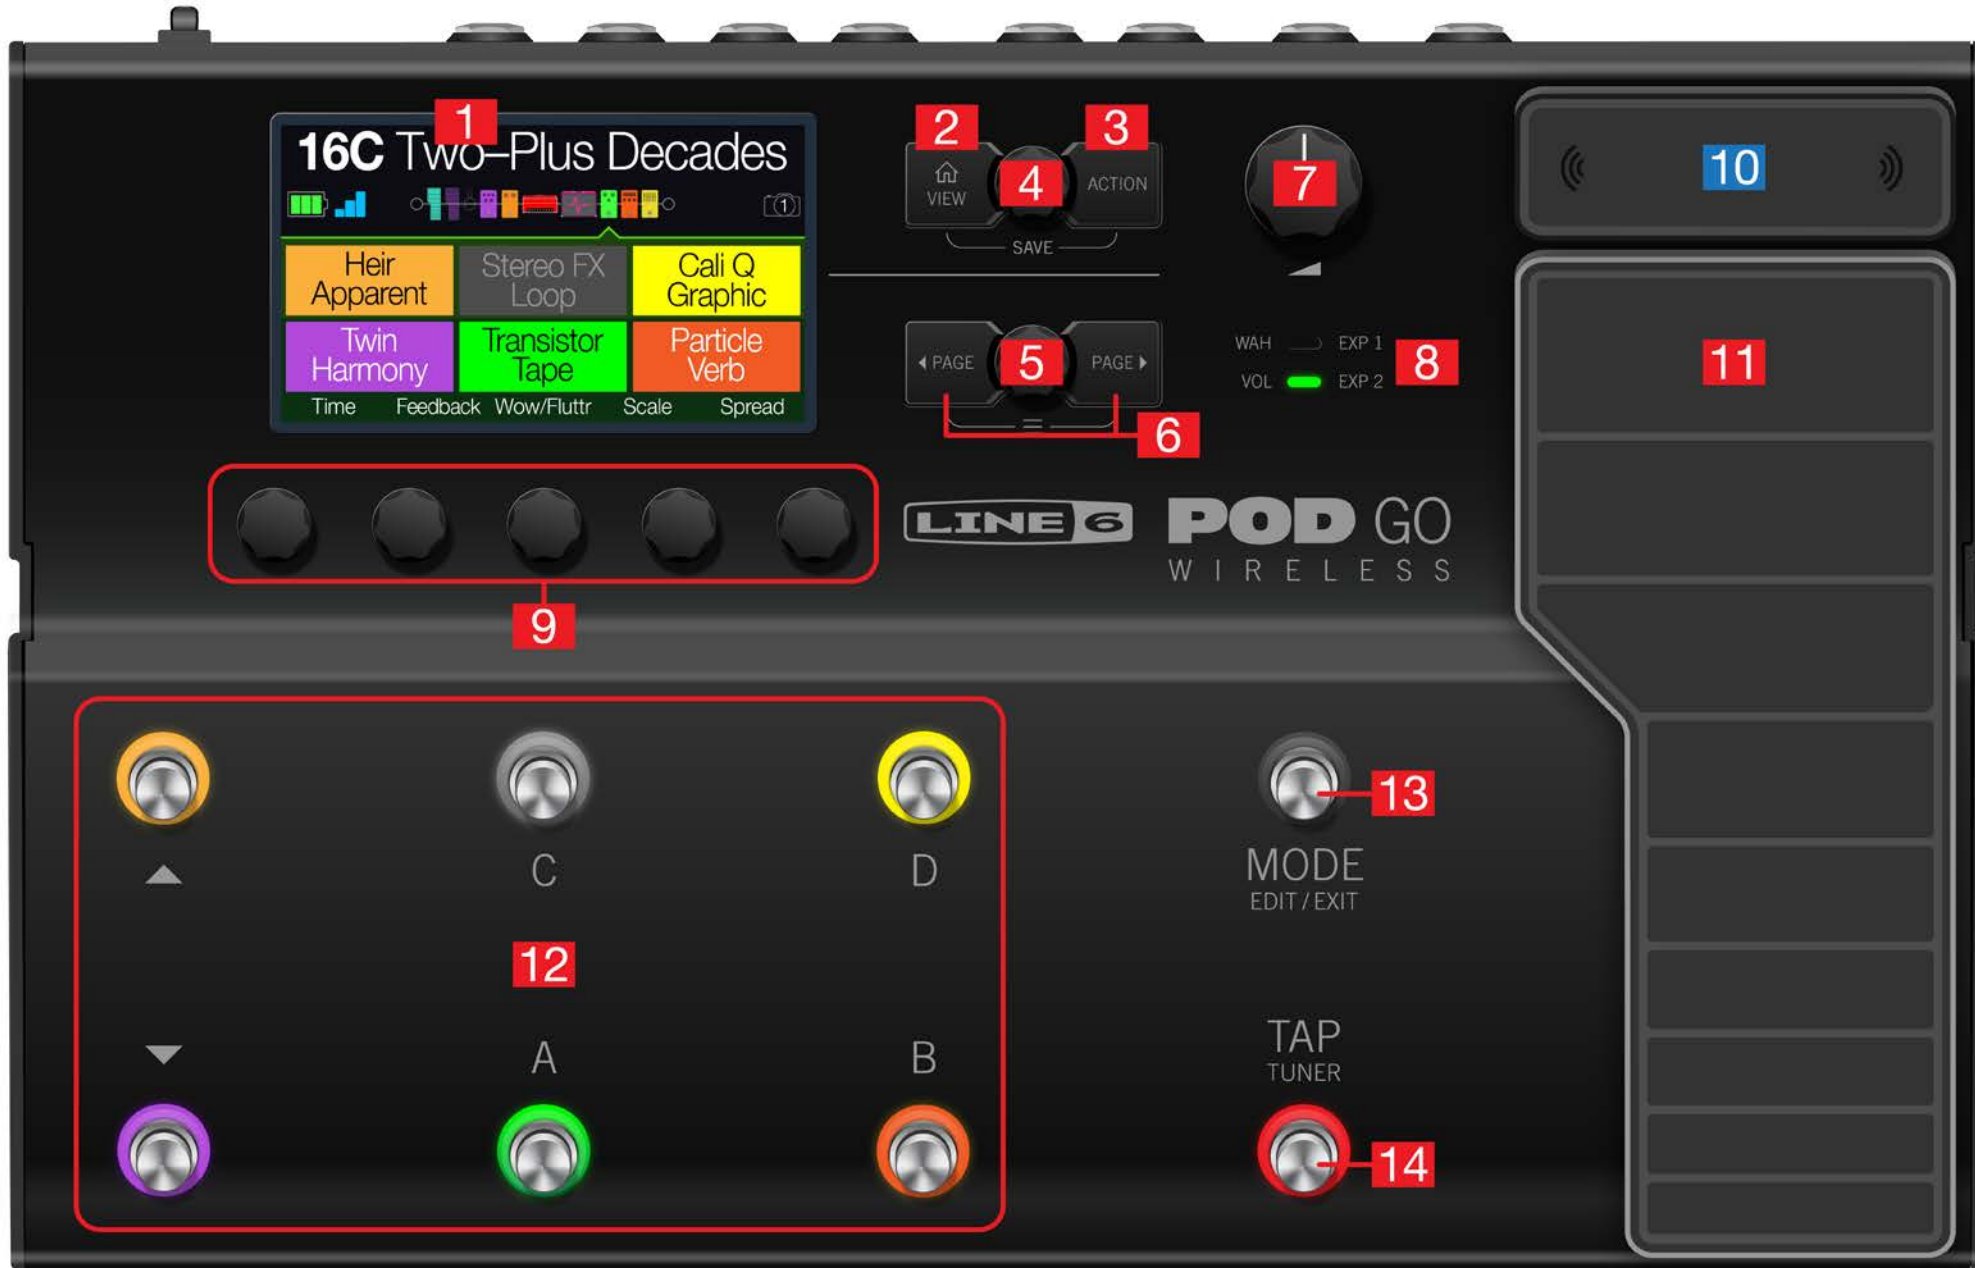 1
16C Two–Plus Decades
1
Heir Apparent
Stereo FX Loop
Cali Q Graphic
Twin Harmony
Transistor Tape
Particle Verb
Time Feedback Wow/Fluttr Scale Spread
2
3
4
VIEW
ACTION
SAVE
7
10
PAGE
5
PAGE
6
WAH EXP 1
VOL EXP 2
8
11
9
LINE 6
POD GO
WIRELESS
C
D
12
A
B
13
MODE
EDIT / EXIT
TAP
TUNER
14